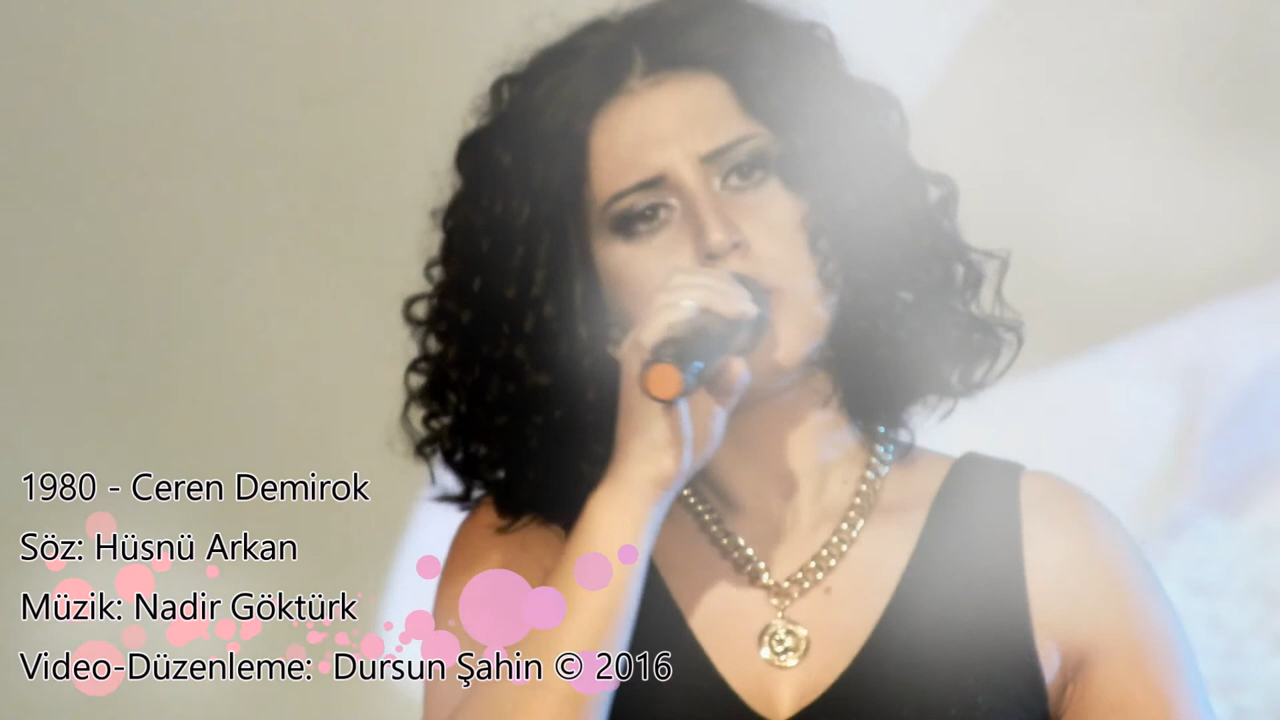 1980 - Ceren Demirok
Söz: Hüsnü Arkan
Müzik: Nadir Göktürk
Video-Düzenleme: Dursun Şahin © 2016